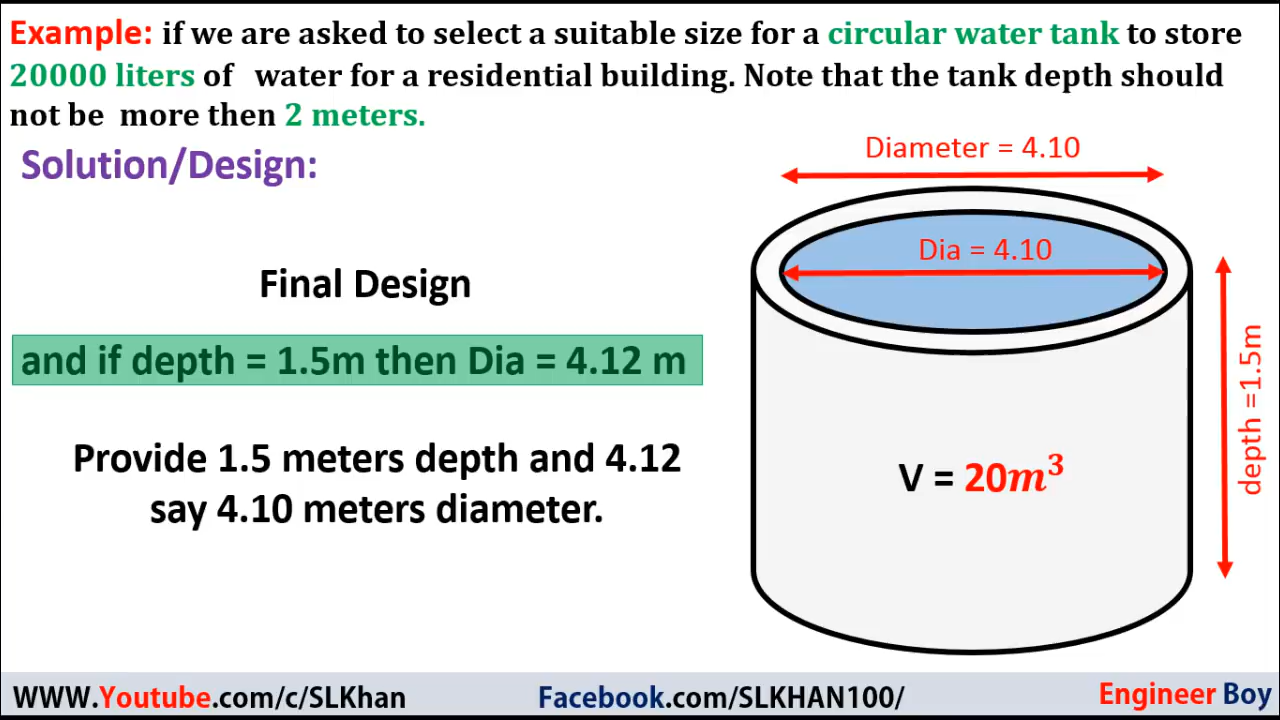 Example: if we are asked to select a suitable size for a circular water tank to store
20000 liters of water for a residential building. Note that the tank depth should
not be more then 2 meters.
Solution/Design:
Diameter = 4.10
Dia = 4.10
Final Design
and if depth = 1.5m then Dia = 4.12 m
Provide 1.5 meters depth and 4.12
say 4.10 meters diameter.
V = 20m³
depth =1.5m
WWW.Youtube.com/c/SLKhan
Facebook.com/SLKHAN100/
Engineer Boy